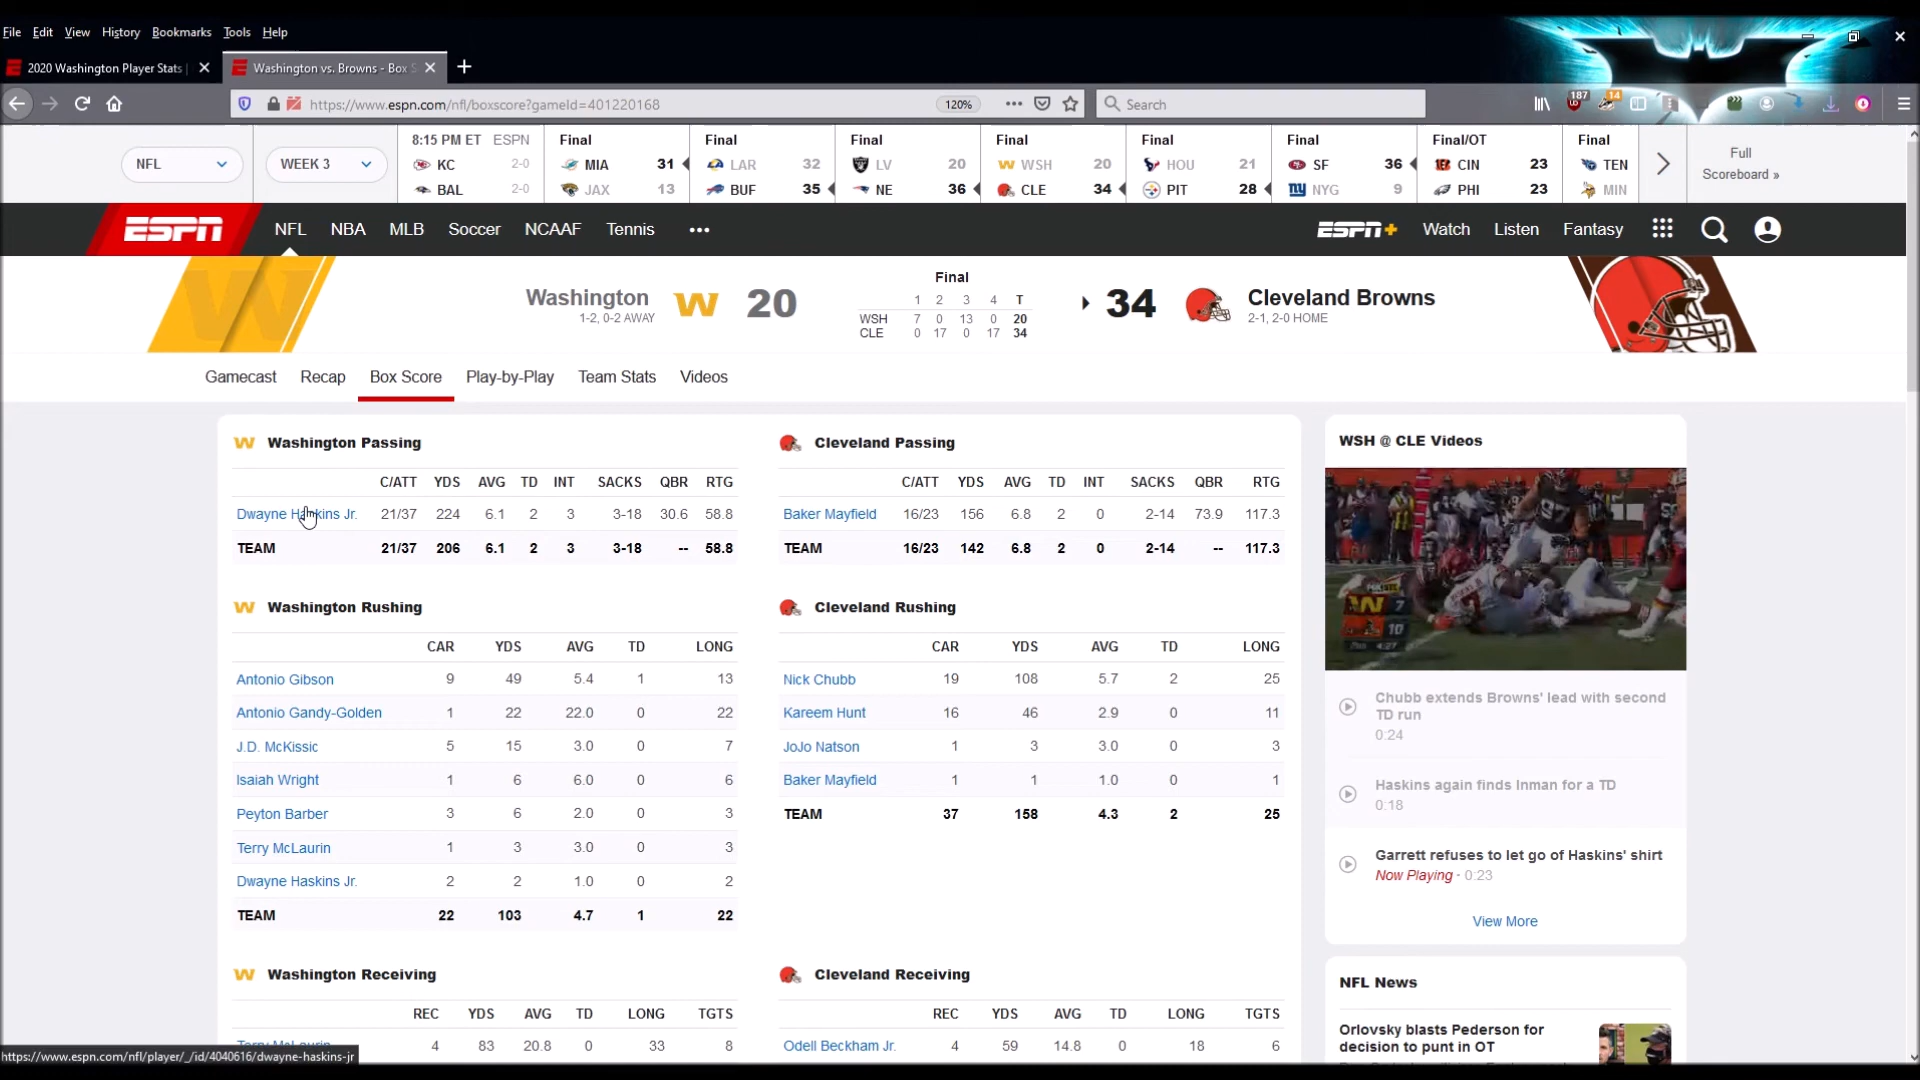 File Edit View History Bookmarks Tools Help
2020 Washington Player Stats |
Washington vs. Browns - Box S
https://www.espn.com/nfl/boxscore?gameId=401220168
120%
Search
187
14
NFL
WEEK 3
8:15 PM ET ESPN
KC 2-0
BAL 2-0
Final
MIA 31
JAX 13
Final
LAR 32
BUF 35
Final
LV 20
NE 36
Final
WSH 20
CLE 34
Final
HOU 21
PIT 28
Final
SF 36
NYG 9
Final/OT
CIN 23
PHI 23
Final
TEN
MIN
Full
Scoreboard »
ESPN NFL NBA MLB Soccer NCAAF Tennis ESPN+ Watch Listen Fantasy
Washington
1-2, 0-2 AWAY
W
20
Final
1 2 3 4 T
WSH 7 0 13 0 20
CLE 0 17 0 17 34
34
Cleveland Browns
2-1, 2-0 HOME
Gamecast Recap Box Score Play-by-Play Team Stats Videos
Washington Passing
C/ATT YDS AVG TD INT SACKS QBR RTG
Dwayne Haskins Jr. 21/37 224 6.1 2 3 3-18 30.6 58.8
TEAM 21/37 206 6.1 2 3 3-18 -- 58.8
Cleveland Passing
C/ATT YDS AVG TD INT SACKS QBR RTG
Baker Mayfield 16/23 156 6.8 2 0 2-14 73.9 117.3
TEAM 16/23 142 6.8 2 0 2-14 -- 117.3
Washington Rushing
CAR YDS AVG TD LONG
Antonio Gibson 9 49 5.4 1 13
Antonio Gandy-Golden 1 22 22.0 0 22
J.D. McKissic 5 15 3.0 0 7
Isaiah Wright 1 6 6.0 0 6
Peyton Barber 3 6 2.0 0 3
Terry McLaurin 1 3 3.0 0 3
Dwayne Haskins Jr. 2 2 1.0 0 2
TEAM 22 103 4.7 1 22
Cleveland Rushing
CAR YDS AVG TD LONG
Nick Chubb 19 108 5.7 2 25
Kareem Hunt 16 46 2.9 0 11
JoJo Natson 1 3 3.0 0 3
Baker Mayfield 1 1 1.0 0 1
TEAM 37 158 4.3 2 25
Washington Receiving
REC YDS AVG TD LONG TGTS
Terry McLaurin 4 83 20.8 0 33 8
Cleveland Receiving
REC YDS AVG TD LONG TGTS
Odell Beckham Jr. 4 59 14.8 0 18 6
WSH @ CLE Videos
W 7
10
Chubb extends Browns' lead with second
TD run
0:24
Haskins again finds Inman for a TD
0:18
Garrett refuses to let go of Haskins' shirt
Now Playing - 0:23
View More
NFL News
Orlovsky blasts Pederson for
decision to punt in OT
https://www.espn.com/nfl/player/_/id/4040616/dwayne-haskins-jr